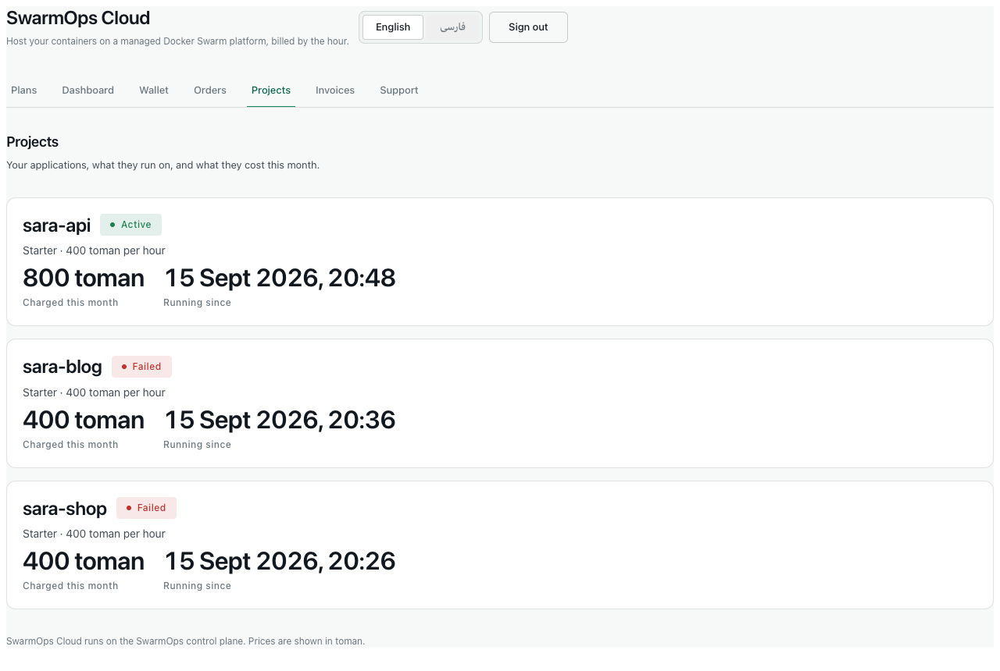 SwarmOps Cloud
Host your containers on a managed Docker Swarm platform, billed by the hour.
English
فارسی
Sign out
Plans
Dashboard
Wallet
Orders
Projects
Invoices
Support
Projects
Your applications, what they run on, and what they cost this month.
sara-api
Active
Starter · 400 toman per hour
800 toman
15 Sept 2026, 20:48
Charged this month
Running since
sara-blog
Failed
Starter · 400 toman per hour
400 toman
15 Sept 2026, 20:36
Charged this month
Running since
sara-shop
Failed
Starter · 400 toman per hour
400 toman
15 Sept 2026, 20:26
Charged this month
Running since
SwarmOps Cloud runs on the SwarmOps control plane. Prices are shown in toman.